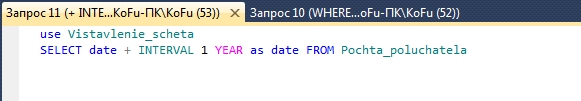 Запрос 11 (+ INTE...KoFu-ПК\KoFu (53)) Запрос 10 (WHERE...oFu-ПК\KoFu (52))
use Vistavlenie_scheta
SELECT date + INTERVAL 1 YEAR as date FROM Pochta_poluchatela